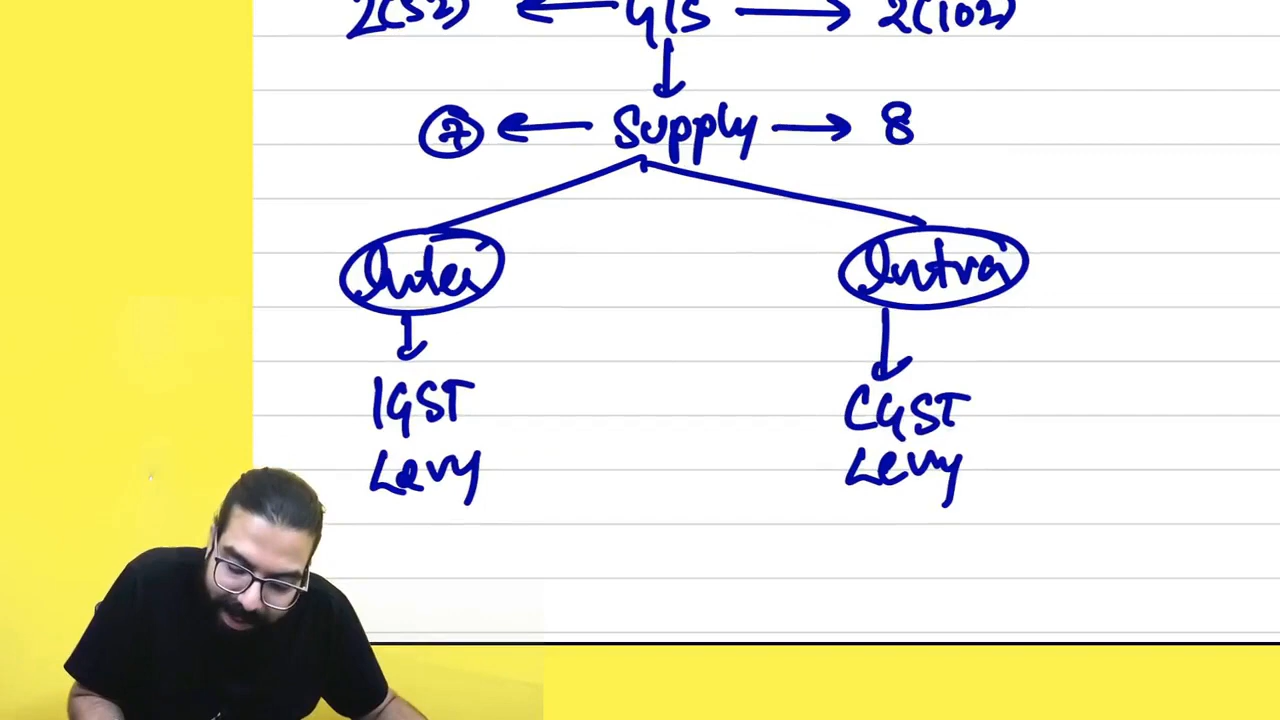 2(52) ← G/S → 2(102)
7 ← Supply → 8
Inter Intra
IGST CGST
Levy Levy